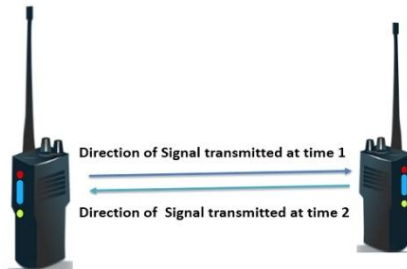 Direction of Signal transmitted at time 1
Direction of Signal transmitted at time 2